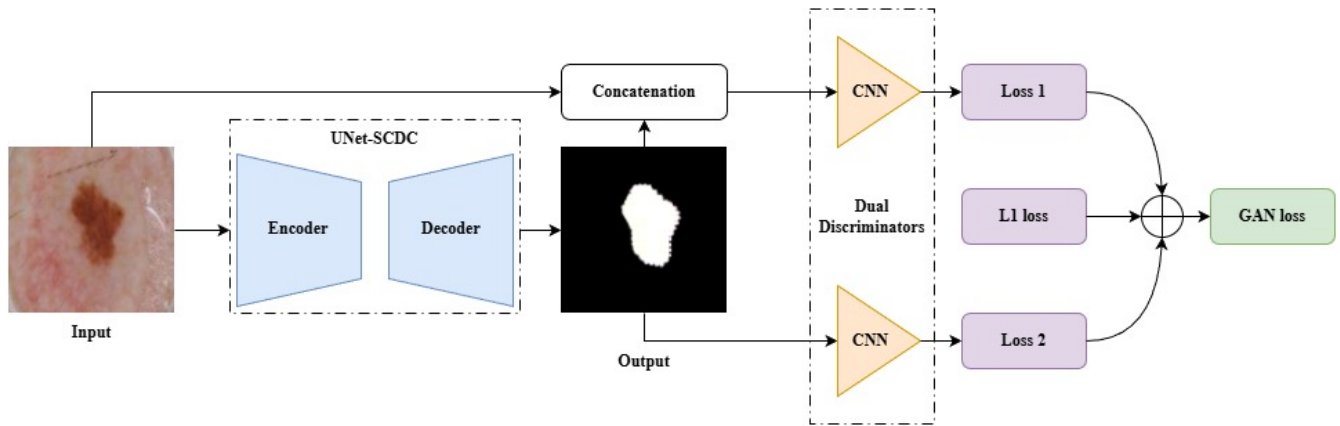 CNN
Concatenation
Loss 1
UNet-SCDC
Encoder
Decoder
Dual
Discriminators
L1 loss
GAN loss
Input
Output
CNN
Loss 2